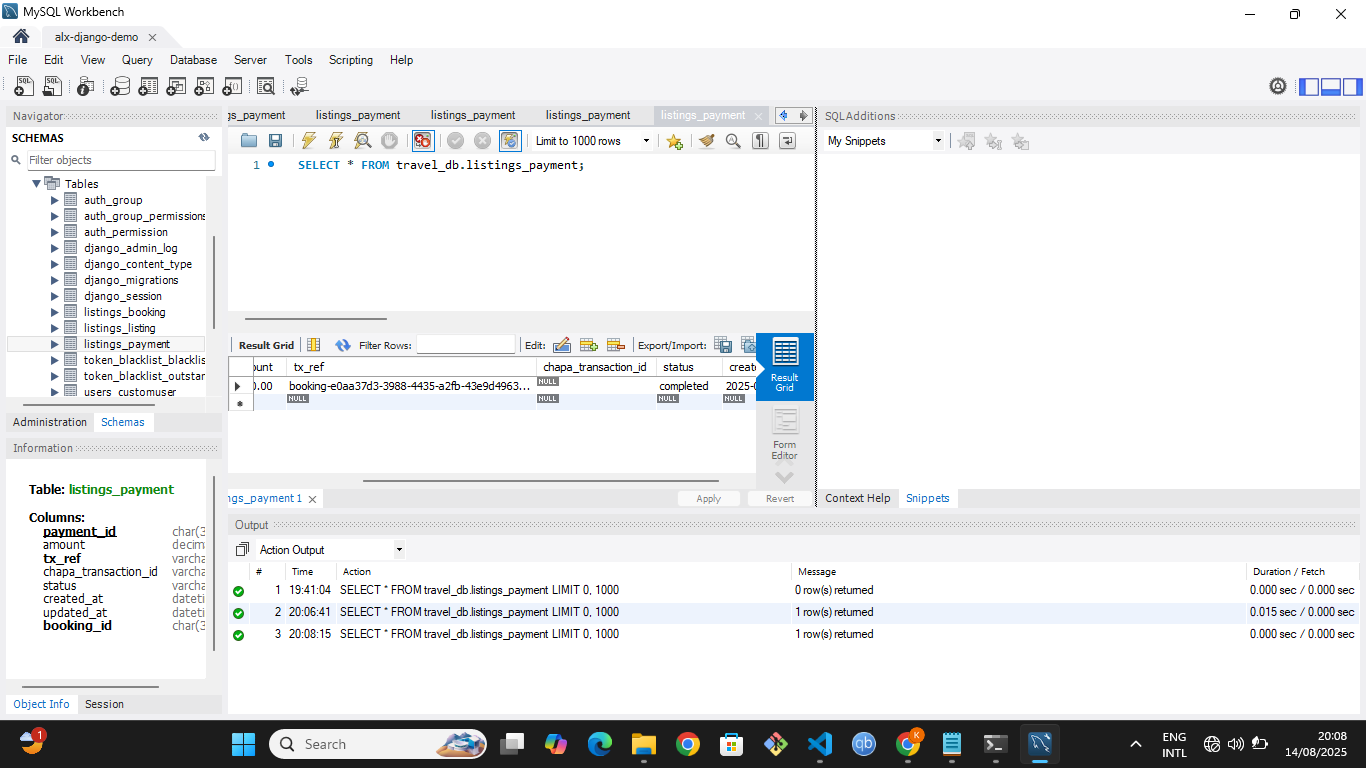 MySQL Workbench
alx-django-demo
File Edit View Query Database Server Tools Scripting Help
Navigator
SCHEMAS
Filter objects
Tables
auth_group
auth_group_permissions
auth_permission
django_admin_log
django_content_type
django_migrations
django_session
listings_booking
listings_listing
listings_payment
token_blacklist_blacklis
token_blacklist_outstar
users_customuser
Administration Schemas
Information
Table: listings_payment
Columns:
payment_id char(3
amount decim
tx_ref varcha
chapa_transaction_id varcha
status varcha
created_at dateti
updated_at dateti
booking_id char(3
Object Info Session
gs_payment listings_payment listings_payment listings_payment listings_payment
Limit to 1000 rows
1 SELECT * FROM travel_db.listings_payment;
Result Grid Filter Rows: Edit: Export/Import:
ount tx_ref chapa_transaction_id status creat
0.00 booking-e0aa37d3-3988-4435-a2fb-43e9d4963... NULL completed 2025-0
NULL NULL NULL NULL
Result
Grid
Form
Editor
ngs_payment 1 Apply Revert
SQLAdditions
My Snippets
Context Help Snippets
Output
Action Output
# Time Action Message Duration / Fetch
1 19:41:04 SELECT * FROM travel_db.listings_payment LIMIT 0, 1000 0 row(s) returned 0.000 sec / 0.000 sec
2 20:06:41 SELECT * FROM travel_db.listings_payment LIMIT 0, 1000 1 row(s) returned 0.015 sec / 0.000 sec
3 20:08:15 SELECT * FROM travel_db.listings_payment LIMIT 0, 1000 1 row(s) returned 0.000 sec / 0.000 sec
1
Search
qb
K
ENG
INTL
20:08
14/08/2025